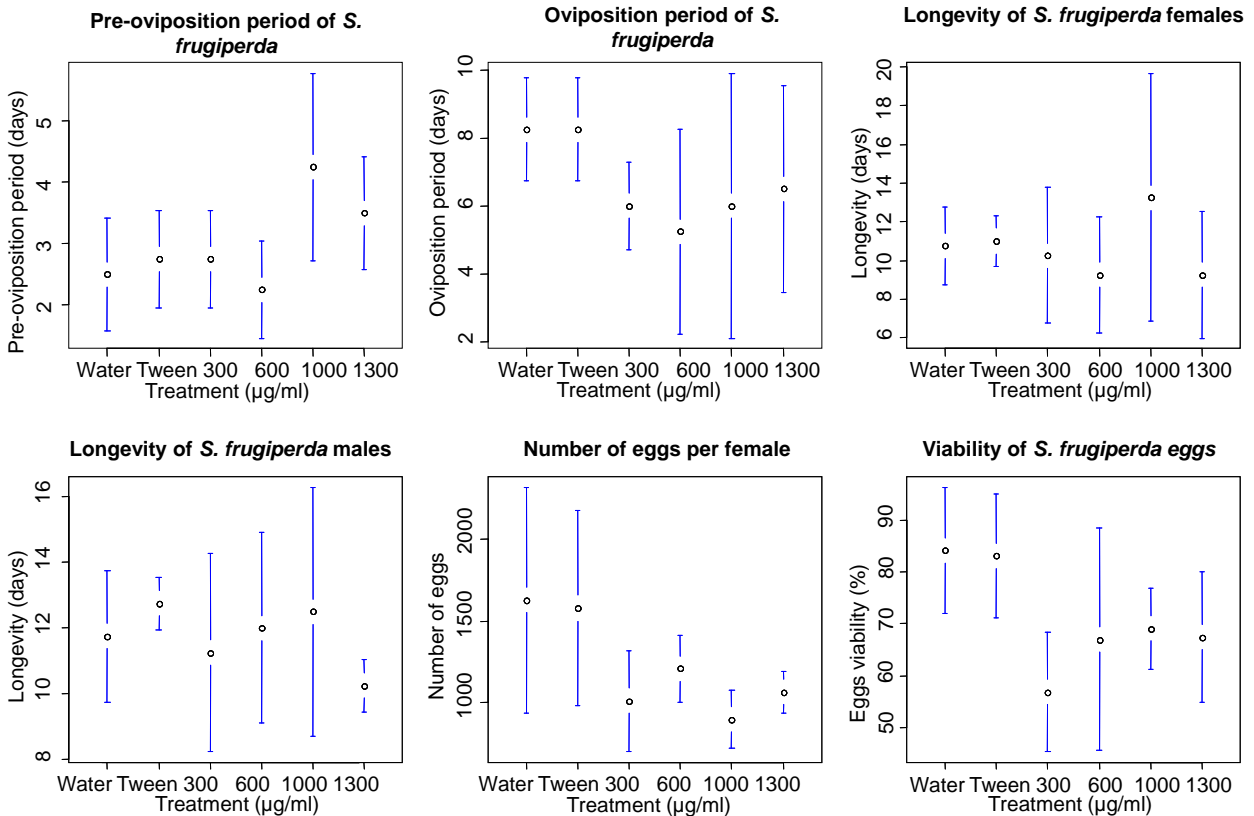 Pre-oviposition period of S.
frugiperda
Pre-oviposition period (days)
5
4
3
2
Water Tween 300 600 1000 1300
Treatment (µg/ml)
Oviposition period of S.
frugiperda
Oviposition period (days)
10
8
6
4
2
Water Tween 300 600 1000 1300
Treatment (µg/ml)
Longevity of S. frugiperda females
Longevity (days)
20
18
16
14
12
10
8
6
Water Tween 300 600 1000 1300
Treatment (µg/ml)
Longevity of S. frugiperda males
Longevity (days)
16
14
12
10
8
Water Tween 300 600 1000 1300
Treatment (µg/ml)
Number of eggs per female
Number of eggs
2000
1500
1000
Water Tween 300 600 1000 1300
Treatment (µg/ml)
Viability of S. frugiperda eggs
Eggs viability (%)
90
80
70
60
50
Water Tween 300 600 1000 1300
Treatment (µg/ml)